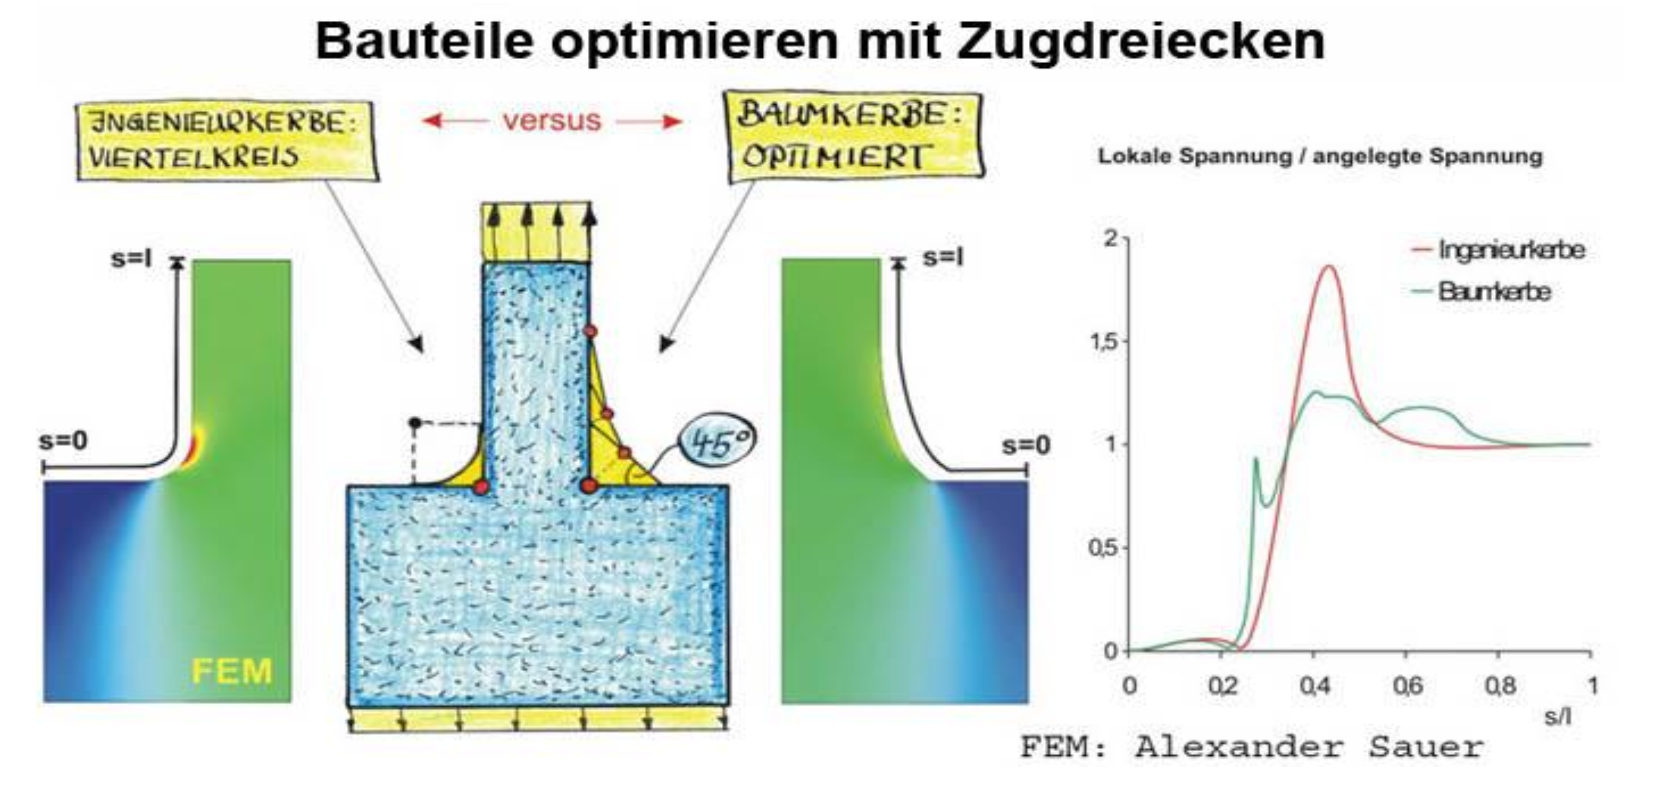 Bauteile optimieren mit Zugdreiecken
INGENIEURKERBE:
VIERTELKREIS
versus
BAUMKERBE:
OPTIMIERT
s=l
s=0
FEM
45°
s=l
s=0
Lokale Spannung / angelegte Spannung
Ingenieurkerbe
Baumkerbe
2
1,5
1
0,5
0
0 0,2 0,4 0,6 0,8 1
s/l
FEM: Alexander Sauer